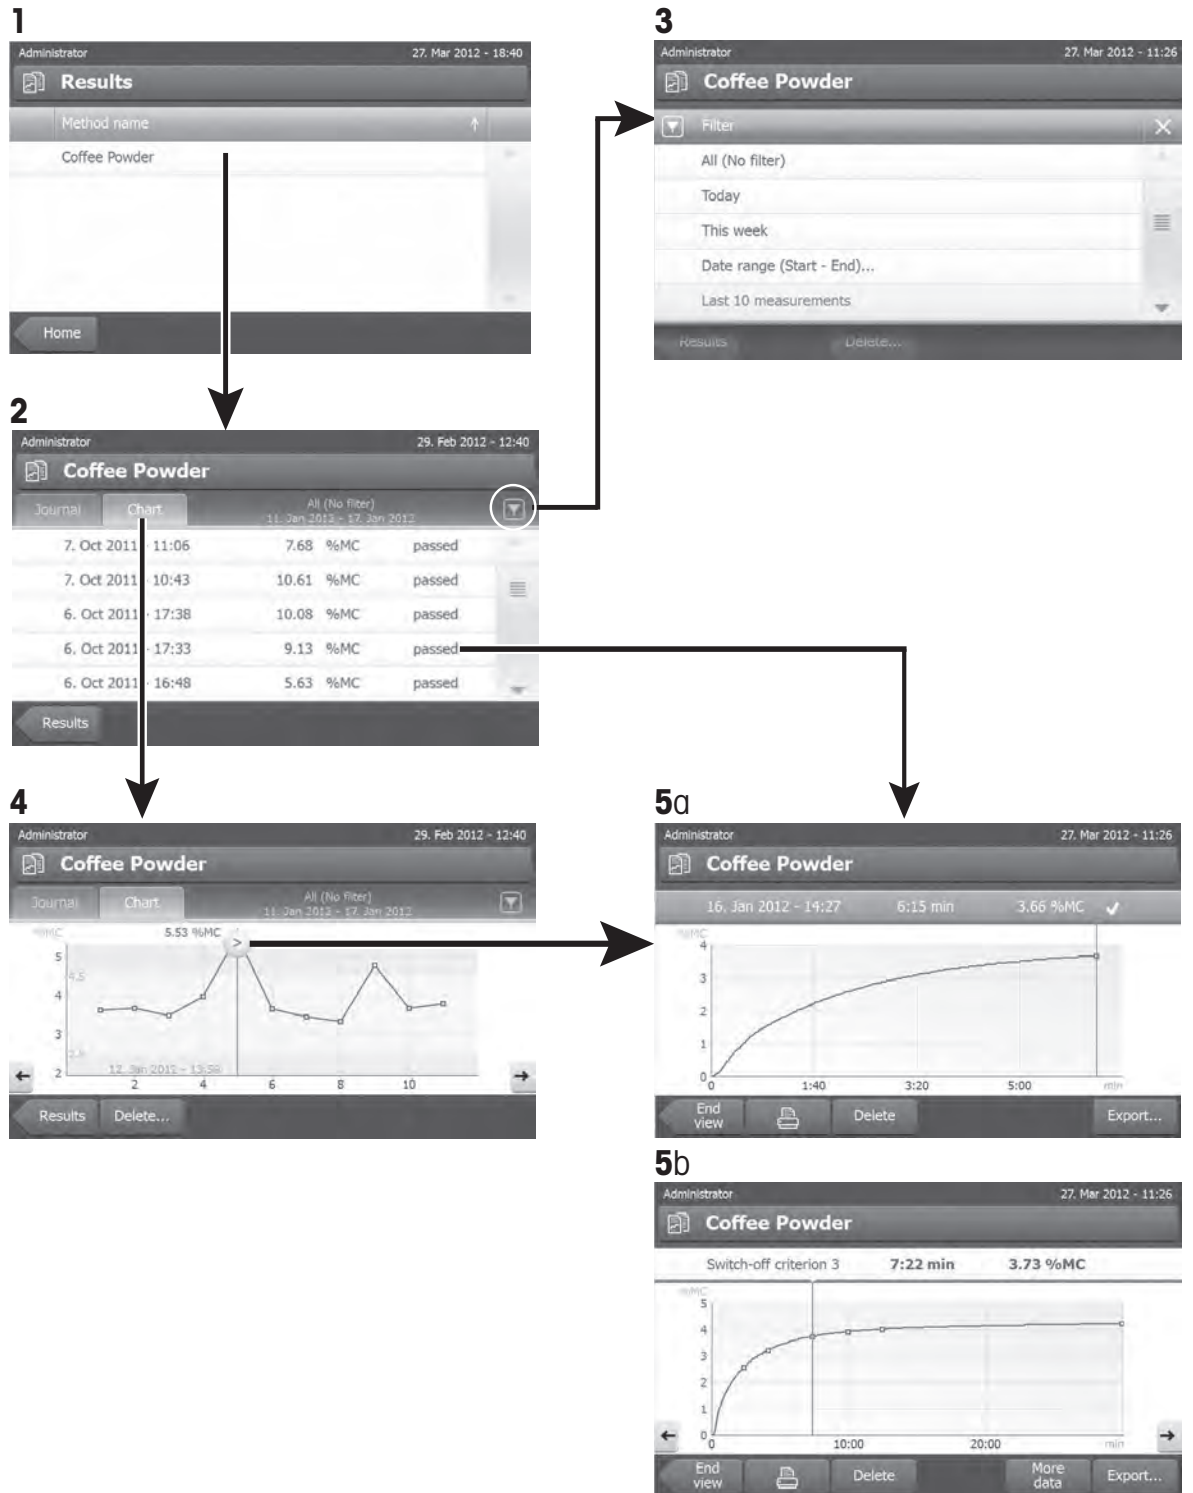 1
Administrator 27. Mar 2012 - 18:40
Results
Method name
Coffee Powder
Home
3
Administrator 27. Mar 2012 - 11:26
Coffee Powder
Filter
All (No filter)
Today
This week
Date range (Start - End)...
Last 10 measurements
Results Delete...
2
Administrator 29. Feb 2012 - 12:40
Coffee Powder
Journal Chart All (No filter)
11. Jan 2012 - 17. Jan 2012
7. Oct 2011 - 11:06 7.68 %MC passed
7. Oct 2011 - 10:43 10.61 %MC passed
6. Oct 2011 - 17:38 10.08 %MC passed
6. Oct 2011 - 17:33 9.13 %MC passed
6. Oct 2011 - 16:48 5.63 %MC passed
Results
4
Administrator 29. Feb 2012 - 12:40
Coffee Powder
Journal Chart All (No filter)
11. Jan 2012 - 17. Jan 2012
%MC 5.53 %MC >
5
4.5
4
3
2
12. Jan 2012 - 13:58
2 4 6 8 10
Results Delete...
5a
Administrator 27. Mar 2012 - 11:26
Coffee Powder
16. Jan 2012 - 14:27 6:15 min 3.66 %MC
%MC
4
3
2
1
0
0 1:40 3:20 5:00 min
End view Delete Export...
5b
Administrator 27. Mar 2012 - 11:26
Coffee Powder
Switch-off criterion 3 7:22 min 3.73 %MC
%MC
5
4
3
2
1
0
0 10:00 20:00 min
End view Delete More data Export...